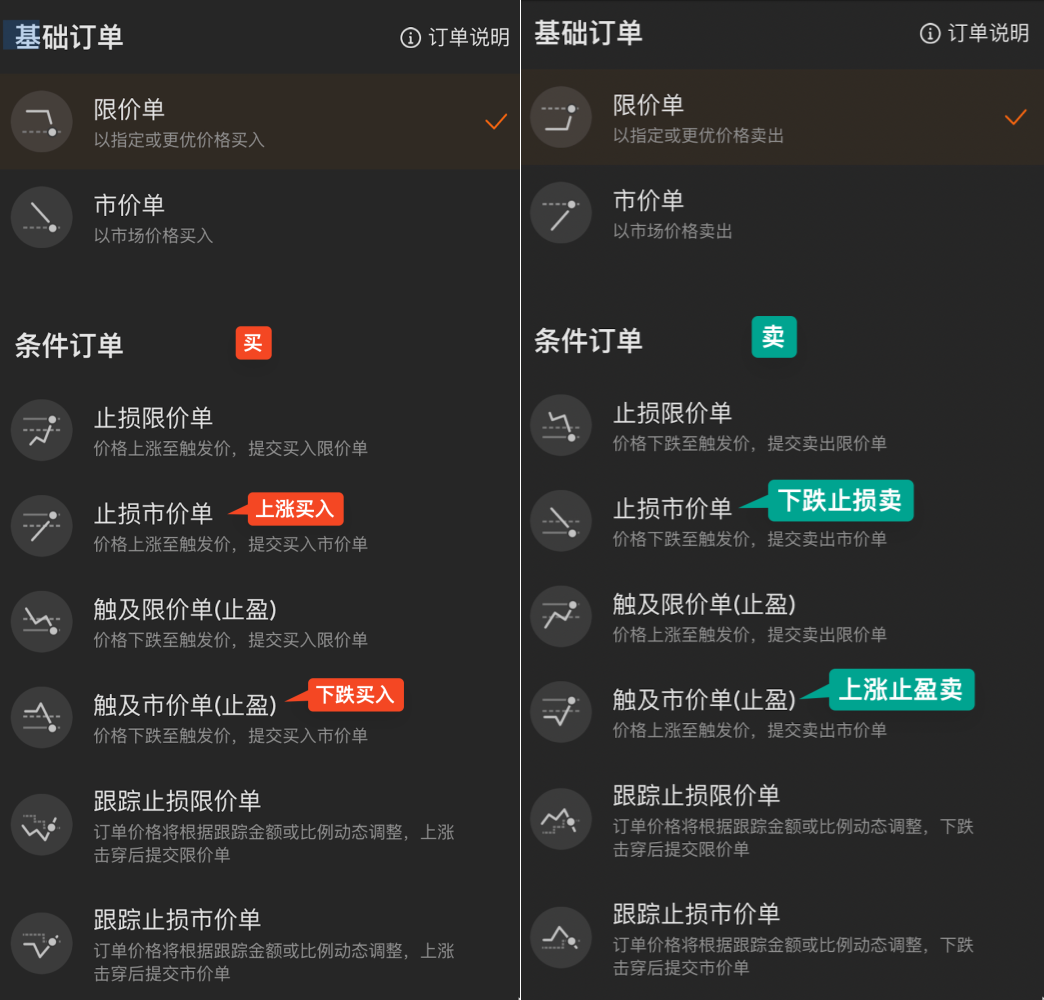 基础订单
订单说明
限价单
以指定或更优价格买入
市价单
以市场价格买入
条件订单
买
止损限价单
价格上涨至触发价，提交买入限价单
止损市价单
上涨买入
价格上涨至触发价，提交买入市价单
触及限价单(止盈)
价格下跌至触发价，提交买入限价单
触及市价单(止盈)
下跌买入
价格下跌至触发价，提交买入市价单
跟踪止损限价单
订单价格将根据跟踪金额或比例动态调整，上涨
击穿后提交限价单
跟踪止损市价单
订单价格将根据跟踪金额或比例动态调整，上涨
击穿后提交市价单
基础订单
订单说明
限价单
以指定或更优价格卖出
市价单
以市场价格卖出
条件订单
卖
止损限价单
价格下跌至触发价，提交卖出限价单
止损市价单
下跌止损卖
价格下跌至触发价，提交卖出市价单
触及限价单(止盈)
价格上涨至触发价，提交卖出限价单
触及市价单(止盈)
上涨止盈卖
价格上涨至触发价，提交卖出市价单
跟踪止损限价单
订单价格将根据跟踪金额或比例动态调整，下跌
击穿后提交限价单
跟踪止损市价单
订单价格将根据跟踪金额或比例动态调整，下跌
击穿后提交市价单